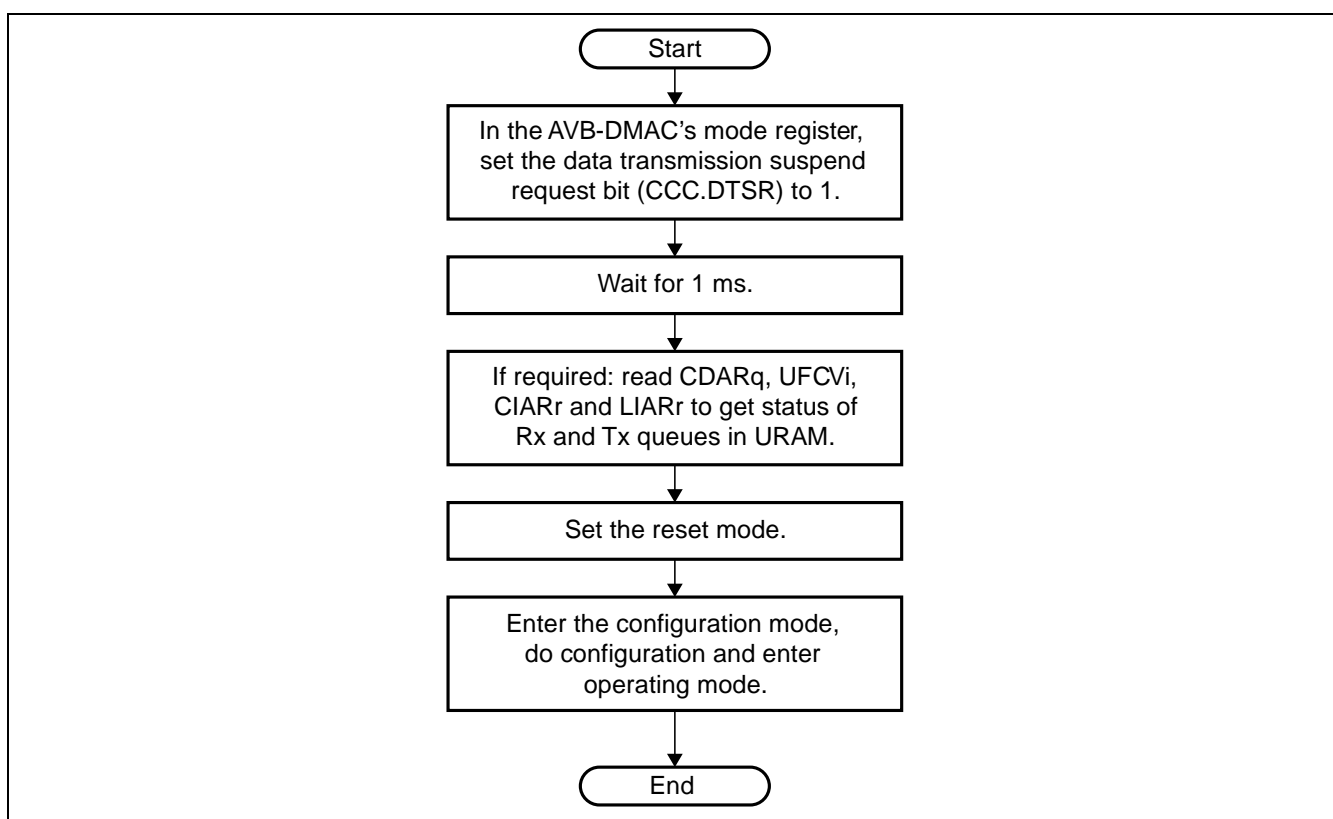 Start
In the AVB-DMAC's mode register,
set the data transmission suspend
request bit (CCC.DTSR) to 1.
Wait for 1 ms.
If required: read CDARq, UFCVi,
CIARr and LIARr to get status of
Rx and Tx queues in URAM.
Set the reset mode.
Enter the configuration mode,
do configuration and enter
operating mode.
End